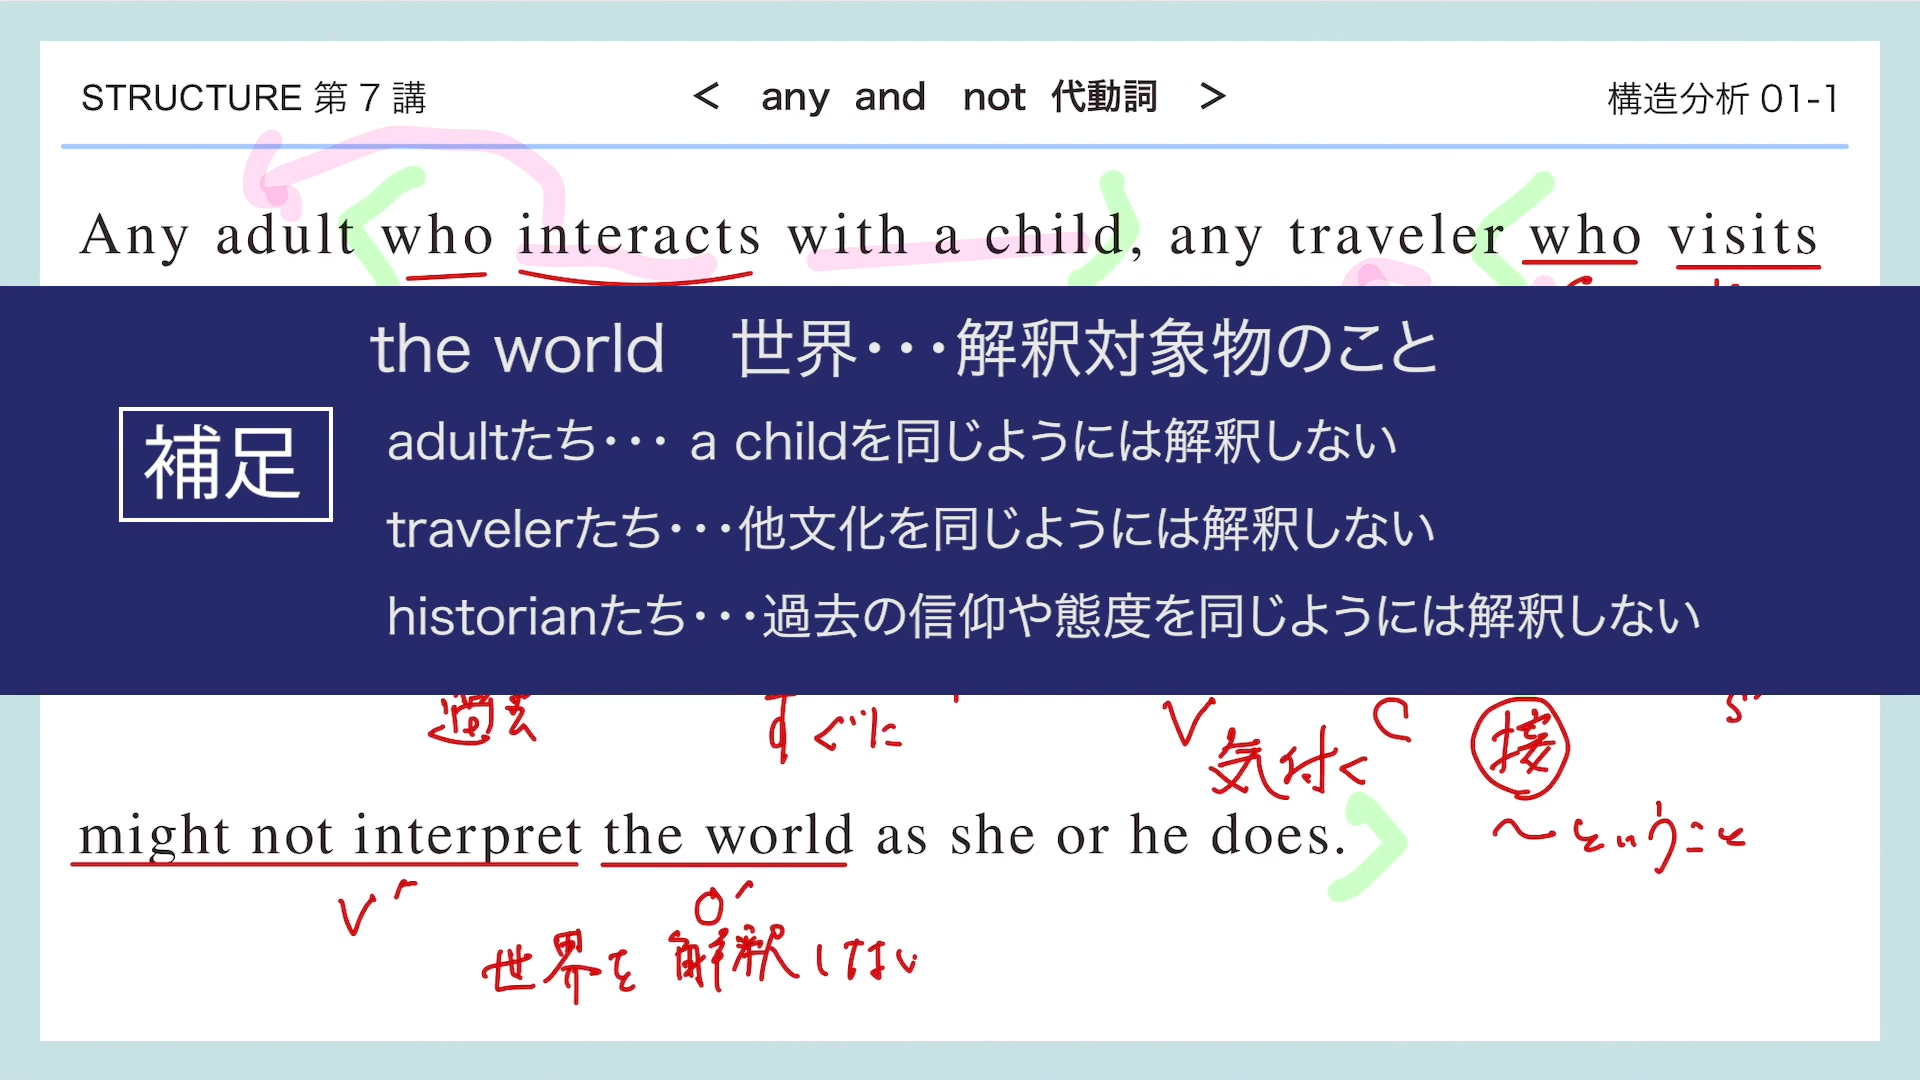 STRUCTURE 第 7 講 < any and not 代動詞 > 構造分析 01-1
Any adult who interacts with a child, any traveler who visits
the world 世界・・・解釈対象物のこと
補足
adultたち・・・ a childを同じようには解釈しない
travelerたち・・・他文化を同じようには解釈しない
historianたち・・・過去の信仰や態度を同じようには解釈しない
過去 すぐに V 気付く C 接
〜ということ
might not interpret the world as she or he does.
V' O'
世界を解釈しない